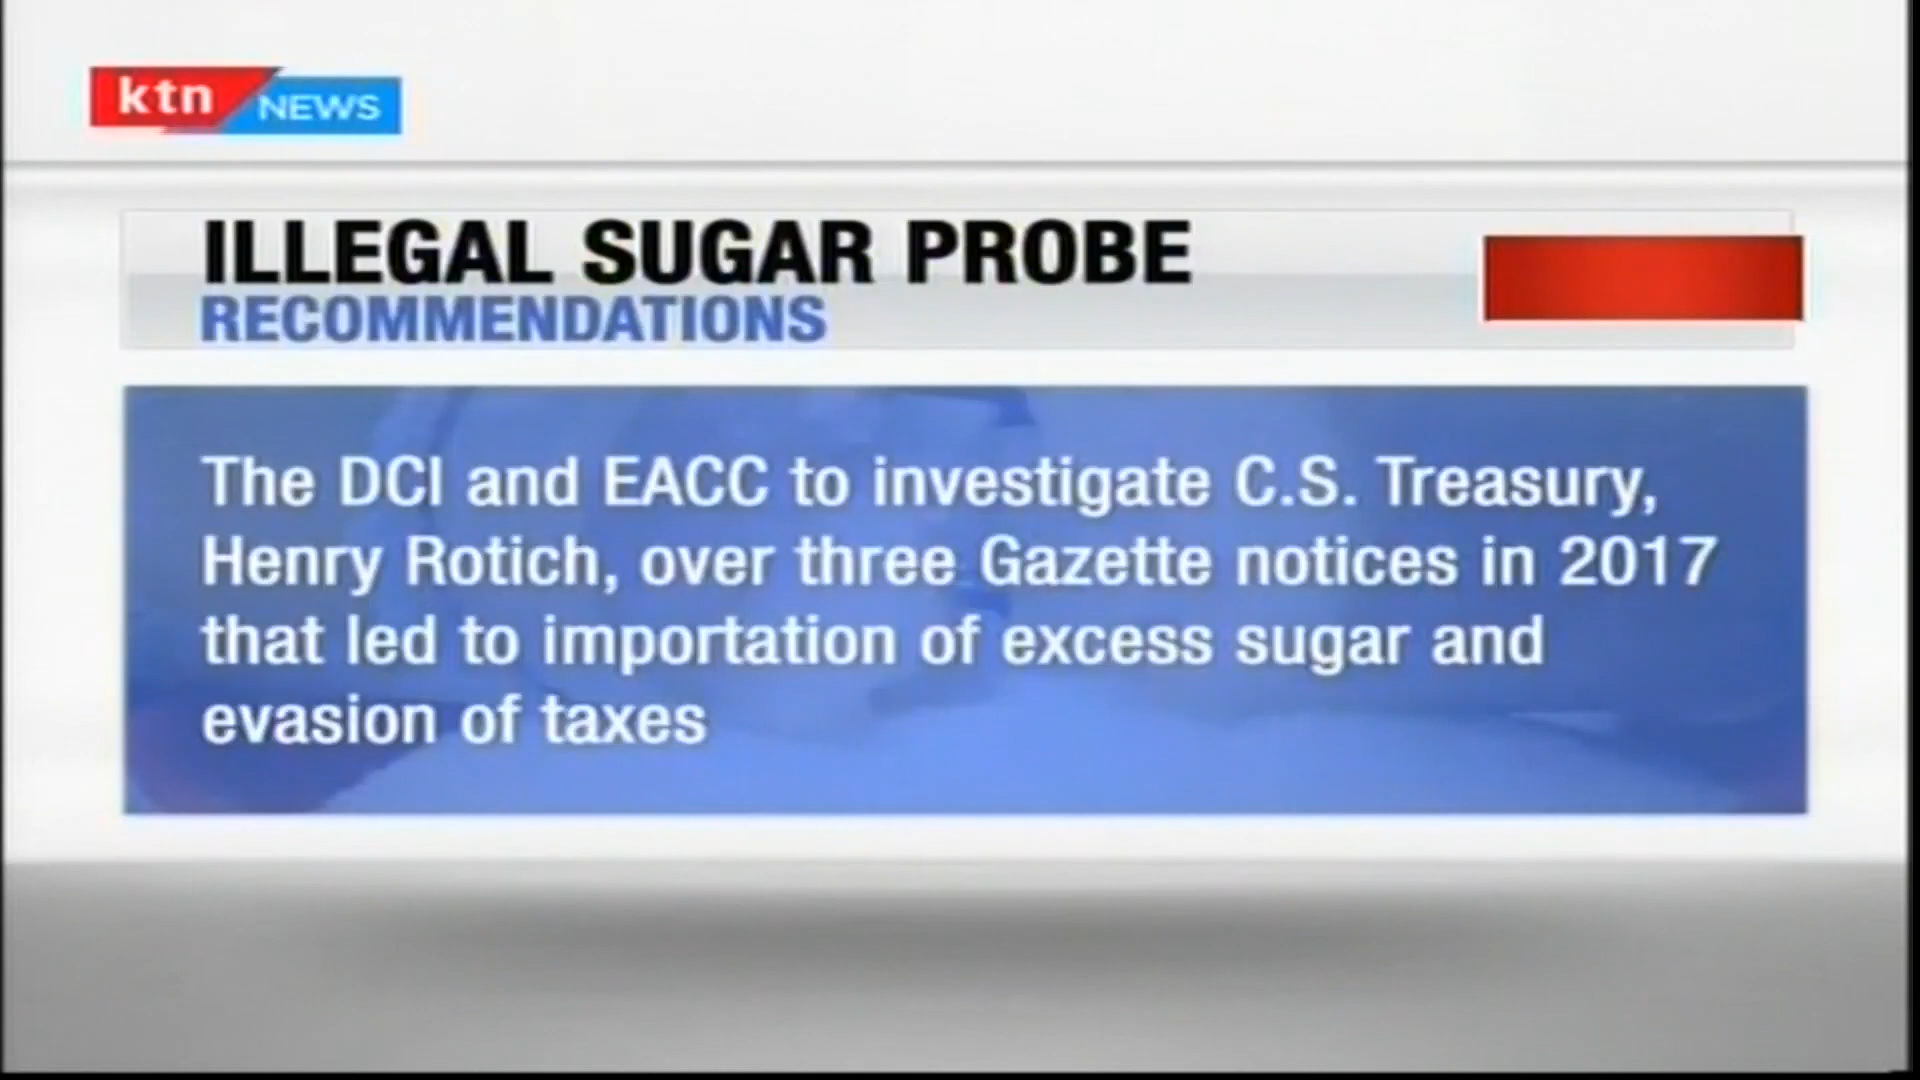 ktn NEWS
ILLEGAL SUGAR PROBE
RECOMMENDATIONS
The DCI and EACC to investigate C.S. Treasury,
Henry Rotich, over three Gazette notices in 2017
that led to importation of excess sugar and
evasion of taxes